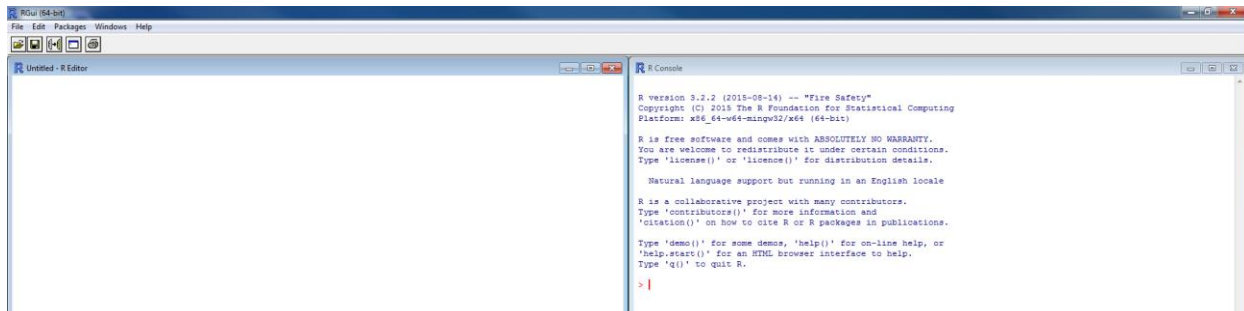 RGui (64-bit)
File Edit Packages Windows Help
Untitled - R Editor
R Console
R version 3.2.2 (2015-08-14) -- "Fire Safety"
Copyright (C) 2015 The R Foundation for Statistical Computing
Platform: x86_64-w64-mingw32/x64 (64-bit)
R is free software and comes with ABSOLUTELY NO WARRANTY.
You are welcome to redistribute it under certain conditions.
Type 'license()' or 'licence()' for distribution details.
Natural language support but running in an English locale
R is a collaborative project with many contributors.
Type 'contributors()' for more information and
'citation()' on how to cite R or R packages in publications.
Type 'demo()' for some demos, 'help()' for on-line help, or
'help.start()' for an HTML browser interface to help.
Type 'q()' to quit R.
>